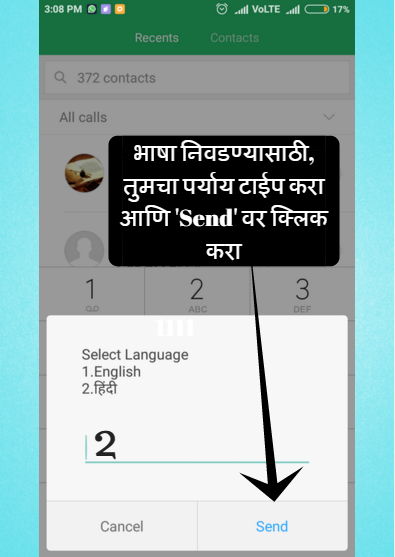 3:08 PM VoLTE 17%
Recents Contacts
372 contacts
All calls
भाषा निवडण्यासाठी,
तुमचा पर्याय टाईप करा
आणि 'Send' वर क्लिक
करा
1 2 3
ABC DEF
Select Language
1.English
2.हिंदी
2
Cancel Send